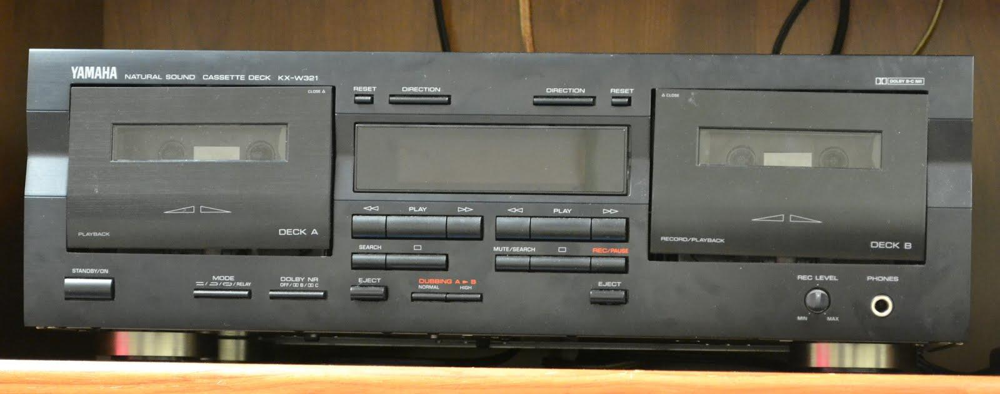 YAMAHA NATURAL SOUND CASSETTE DECK KX-W321
DOLBY B-C NR
CLOSE
RESET DIRECTION
DIRECTION RESET
CLOSE
PLAY
PLAY
PLAYBACK
DECK A
RECORD/PLAYBACK
DECK B
SEARCH
MUTE/SEARCH
REC/PAUSE
STANDBY/ON
MODE
/RELAY
DOLBY NR
OFF/ B/ C
EJECT
DUBBING A ► B
NORMAL HIGH
EJECT
REC LEVEL
MIN MAX
PHONES